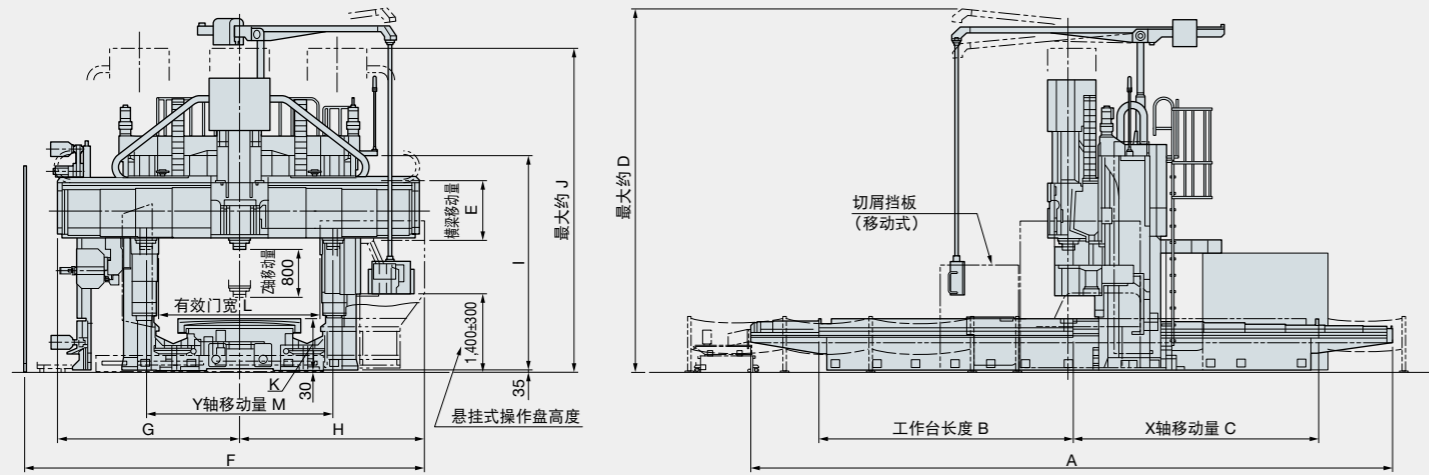 最大约 J
横梁移动量
E
I
Z轴移动量
800
有效门宽 L
1,400±300
K
30
35
Y轴移动量 M
悬挂式操作盘高度
G
H
F
最大约 D
切屑挡板
（移动式）
工作台长度 B
X轴移动量 C
A